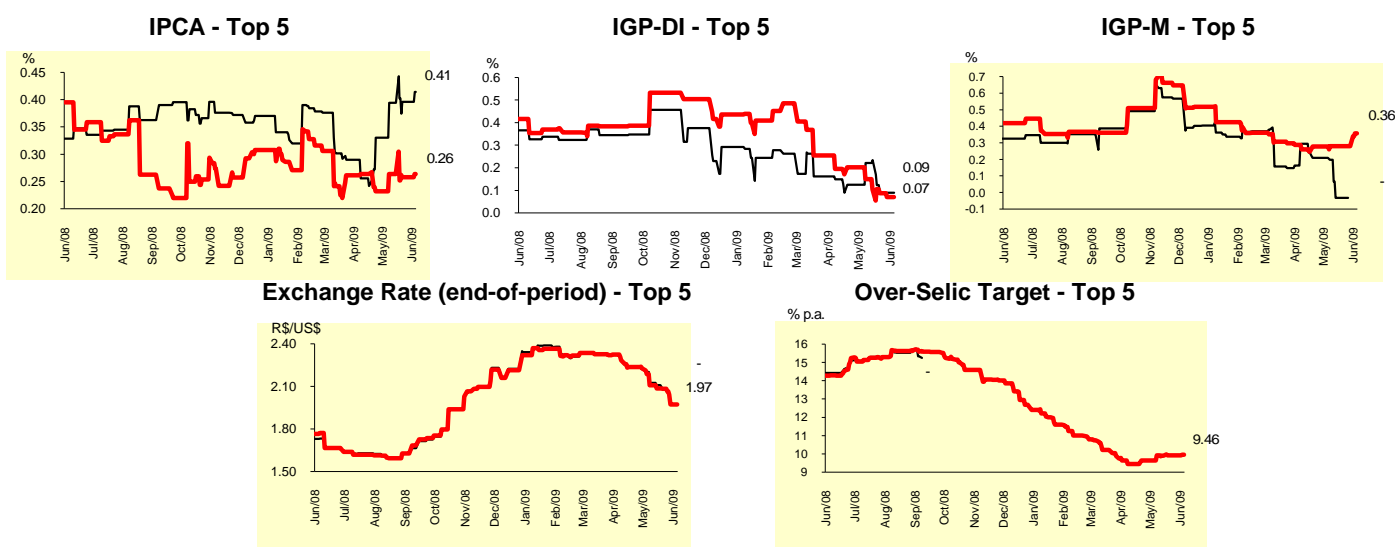 IPCA - Top 5
%
0.45
0.40
0.35
0.30
0.25
0.20
0.41
0.26
Jun/08
Jul/08
Aug/08
Sep/08
Oct/08
Nov/08
Dec/08
Jan/09
Feb/09
Mar/09
Apr/09
May/09
Jun/09
IGP-DI - Top 5
%
0.6
0.5
0.4
0.3
0.2
0.1
0.0
0.09
0.07
Jun/08
Jul/08
Aug/08
Sep/08
Oct/08
Nov/08
Dec/08
Jan/09
Feb/09
Mar/09
Apr/09
May/09
Jun/09
IGP-M - Top 5
%
0.7
0.6
0.5
0.4
0.3
0.2
0.1
0.0
-0.1
0.36
-
Jun/08
Jul/08
Aug/08
Sep/08
Oct/08
Nov/08
Dec/08
Jan/09
Feb/09
Mar/09
Apr/09
May/09
Jun/09
Exchange Rate (end-of-period) - Top 5
R$/US$
2.40
2.10
1.80
1.50
-
1.97
Jun/08
Jul/08
Aug/08
Sep/08
Oct/08
Nov/08
Dec/08
Jan/09
Feb/09
Mar/09
Apr/09
May/09
Jun/09
Over-Selic Target - Top 5
% p.a.
16
15
14
13
12
11
10
9
-
9.46
Jun/08
Jul/08
Aug/08
Sep/08
Oct/08
Nov/08
Dec/08
Jan/09
Feb/09
Mar/09
Apr/09
May/09
Jun/09